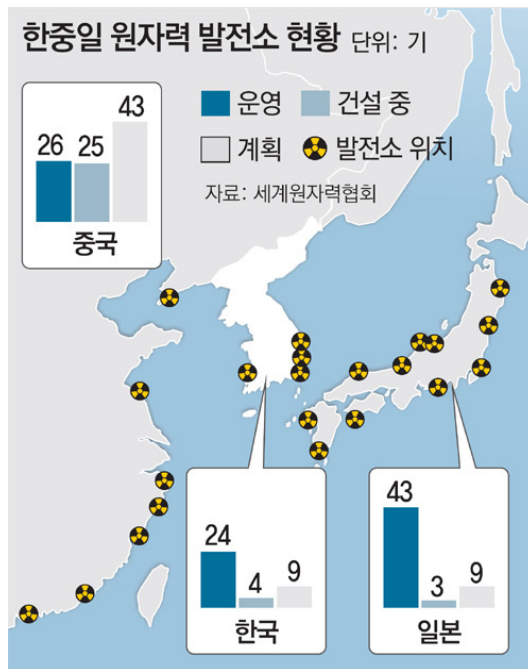 한중일 원자력 발전소 현황 단위: 기
운영 건설 중
계획 발전소 위치
자료: 세계원자력협회
26 25 43
중국
24 4 9
한국
43 3 9
일본